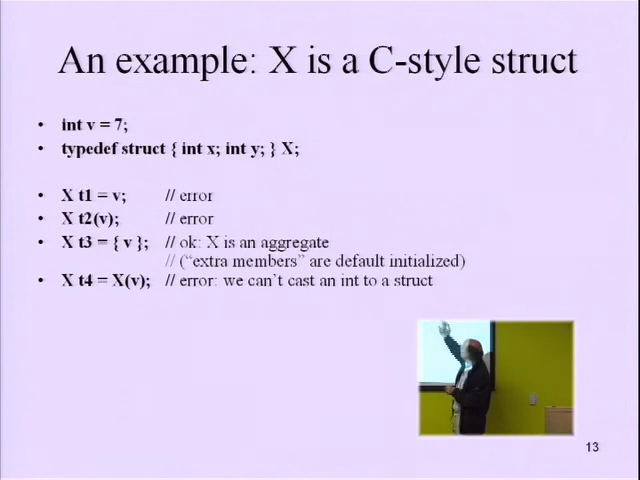 An example: X is a C-style struct
• int v = 7;
• typedef struct { int x; int y; } X;
• X t1 = v; // error
• X t2(v); // error
• X t3 = { v }; // ok: X is an aggregate
// (“extra members” are default initialized)
• X t4 = X(v); // error: we can’t cast an int to a struct
13